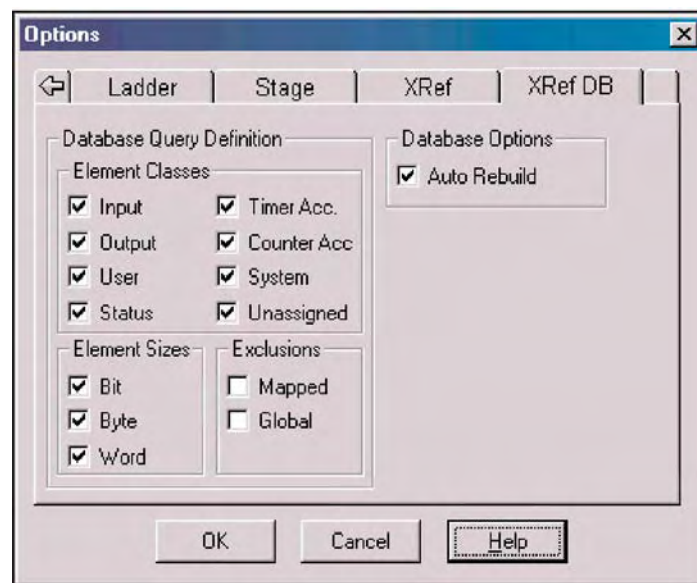 Options
Ladder Stage XRef XRef DB
Database Query Definition
Element Classes
Input
Output
User
Status
Timer Acc.
Counter Acc
System
Unassigned
Element Sizes
Bit
Byte
Word
Exclusions
Mapped
Global
Database Options
Auto Rebuild
OK Cancel Help